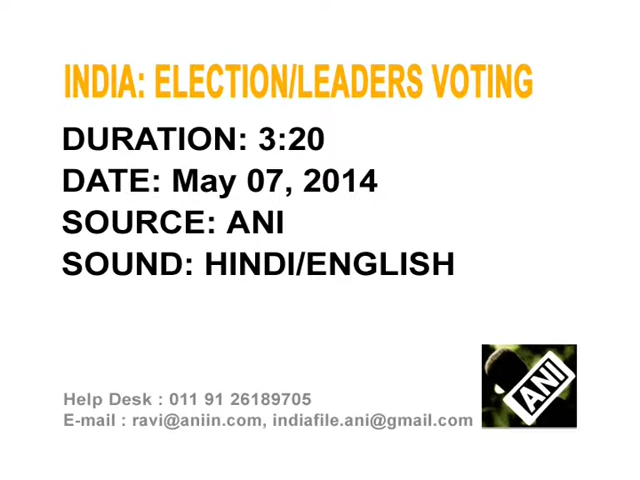 INDIA: ELECTION/LEADERS VOTING
DURATION: 3:20
DATE: May 07, 2014
SOURCE: ANI
SOUND: HINDI/ENGLISH
Help Desk : 011 91 26189705
E-mail : ravi@aniin.com, indiafile.ani@gmail.com
ANI